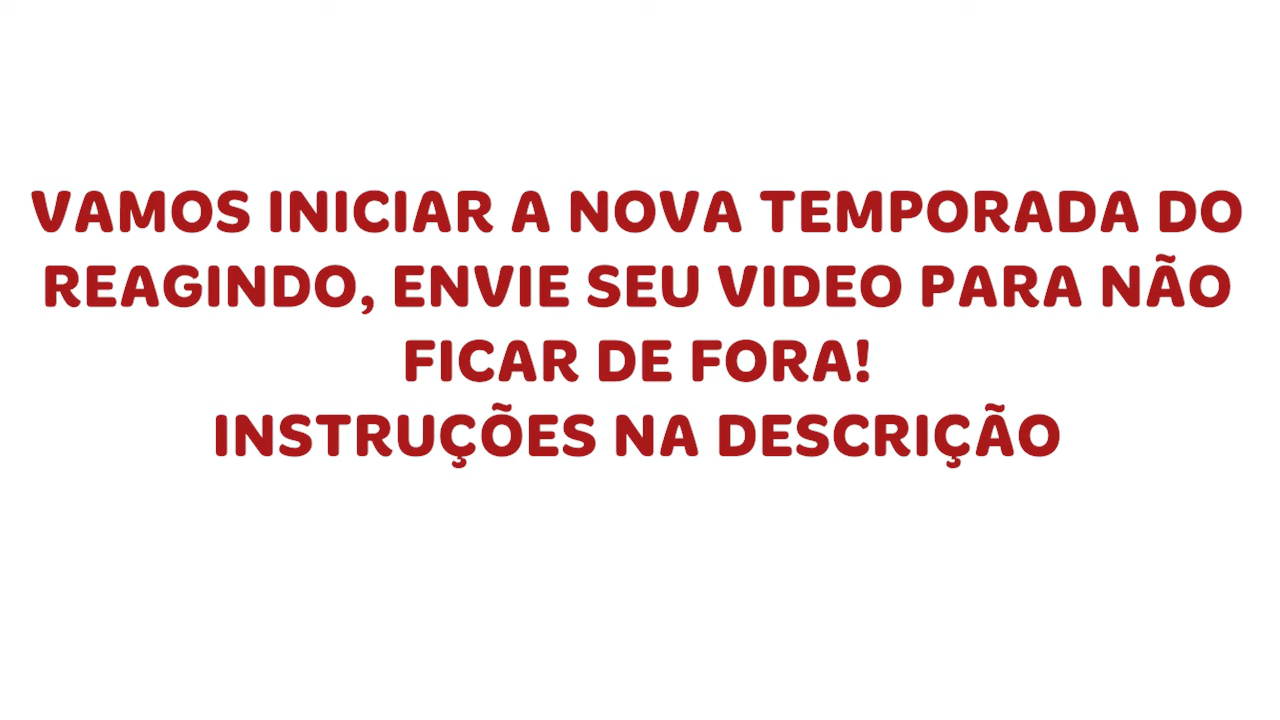 VAMOS INICIAR A NOVA TEMPORADA DO
REAGINDO, ENVIE SEU VIDEO PARA NÃO
FICAR DE FORA!
INSTRUÇÕES NA DESCRIÇÃO